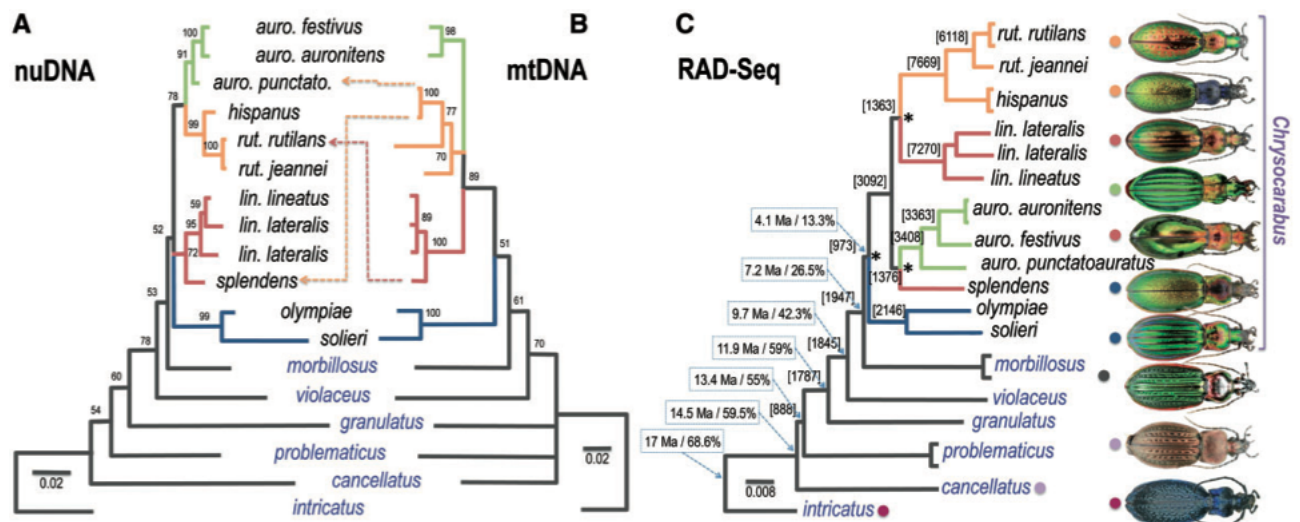 A
nuDNA
100
91
78
99
100
59
95
72
52
99
53
78
60
54
0.02
auro. festivus
auro. auronitens
auro. punctato.
hispanus
rut. rutilans
rut. jeannei
lin. lineatus
lin. lateralis
lin. lateralis
splendens
olympiae
solieri
morbillosus
violaceus
granulatus
problematicus
cancellatus
intricatus
B
mtDNA
98
100
77
70
89
89
100
51
100
61
70
0.02
C
RAD-Seq
[6118]
[7669]
[1363]
*
[7270]
[3092]
[3363]
[3408]
*
*
[1376]
[973]
[2146]
[1947]
[1845]
[1787]
[888]
4.1 Ma / 13.3%
7.2 Ma / 26.5%
9.7 Ma / 42.3%
11.9 Ma / 59%
13.4 Ma / 55%
14.5 Ma / 59.5%
17 Ma / 68.6%
0.008
rut. rutilans
rut. jeannei
hispanus
lin. lateralis
lin. lateralis
lin. lineatus
auro. auronitens
auro. festivus
auro. punctatoauratus
splendens
olympiae
solieri
morbillosus
violaceus
granulatus
problematicus
cancellatus
intricatus
Chrysocarabus